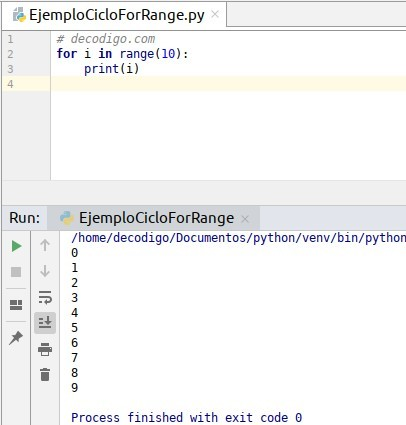 EjemploCicloForRange.py
1 # decodigo.com
2 for i in range(10):
3     print(i)
4
Run: EjemploCicloForRange
/home/decodigo/Documentos/python/venv/bin/python
0
1
2
3
4
5
6
7
8
9
Process finished with exit code 0